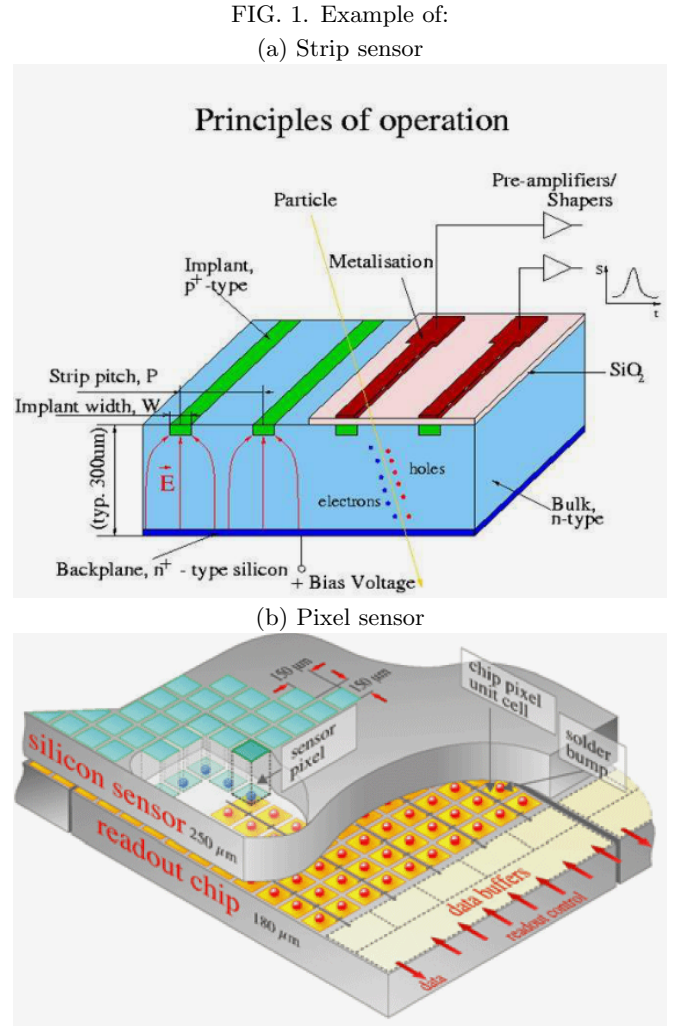 FIG. 1. Example of:
(a) Strip sensor
Principles of operation
Pre-amplifiers/
Shapers
Particle
Metalisation
Implant,
p+-type
S
t
Strip pitch, P
SiO2
Implant width, W
(typ. 300um)
E
holes
electrons
Bulk,
n-type
Backplane, n+ - type silicon
+ Bias Voltage
(b) Pixel sensor
150 µm
150 µm
chip pixel
unit cell
solder
bump
sensor
pixel
silicon sensor
250 µm
readout chip
180 µm
data buffers
readout control
data